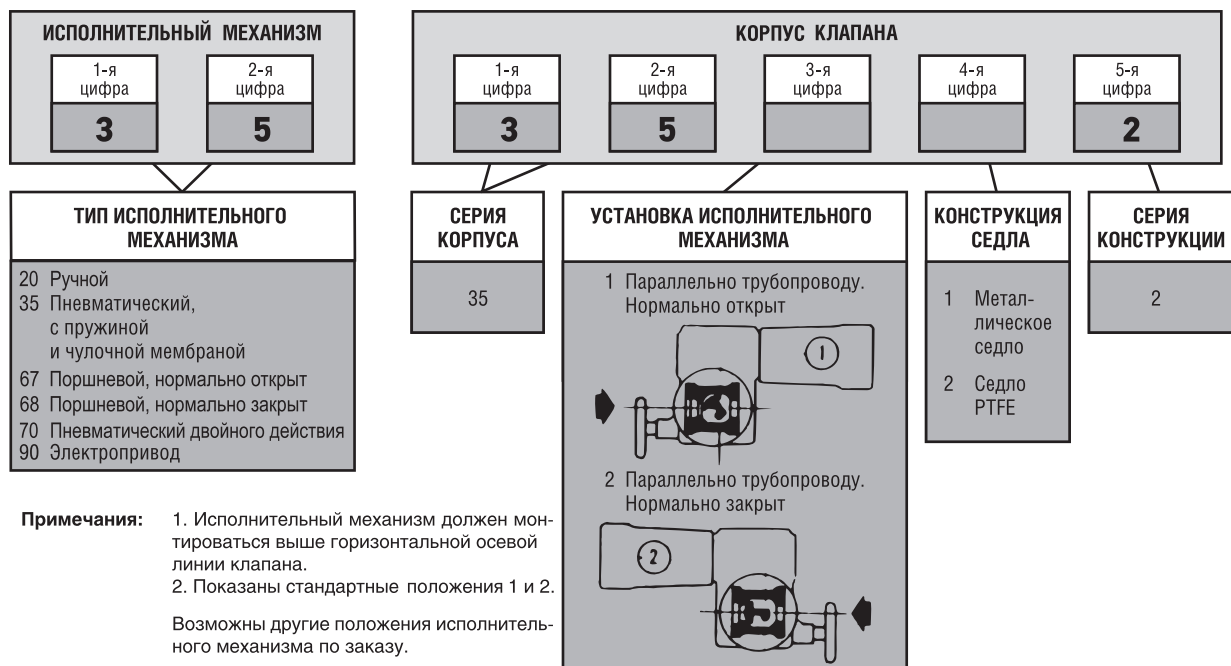 ИСПОЛНИТЕЛЬНЫЙ МЕХАНИЗМ
1-я
цифра
3
2-я
цифра
5
КОРПУС КЛАПАНА
1-я
цифра
3
2-я
цифра
5
3-я
цифра
4-я
цифра
5-я
цифра
2
ТИП ИСПОЛНИТЕЛЬНОГО
МЕХАНИЗМА
20 Ручной
35 Пневматический,
с пружиной
и чулочной мембраной
67 Поршневой, нормально открыт
68 Поршневой, нормально закрыт
70 Пневматический двойного действия
90 Электропривод
СЕРИЯ
КОРПУСА
35
УСТАНОВКА ИСПОЛНИТЕЛЬНОГО
МЕХАНИЗМА
1 Параллельно трубопроводу.
Нормально открыт
1
2 Параллельно трубопроводу.
Нормально закрыт
2
КОНСТРУКЦИЯ
СЕДЛА
1 Метал-
лическое
седло
2 Седло
PTFE
СЕРИЯ
КОНСТРУКЦИИ
2
Примечания: 1. Исполнительный механизм должен мон-
тироваться выше горизонтальной осевой
линии клапана.
2. Показаны стандартные положения 1 и 2.
Возможны другие положения исполнитель-
ного механизма по заказу.